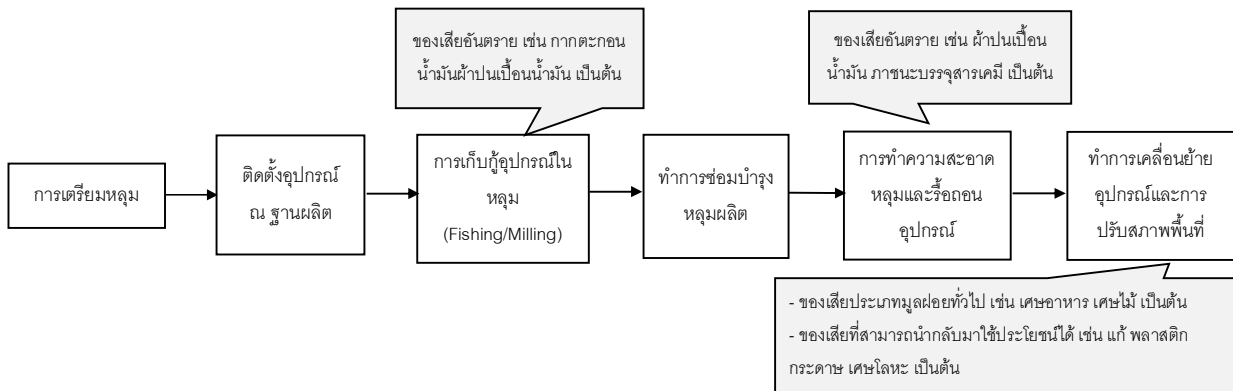 ของเสียอันตราย เช่น กากตะกอน
น้ำมันผ้าปนเปื้อนน้ำมัน เป็นต้น
ของเสียอันตราย เช่น ผ้าปนเปื้อน
น้ำมัน ภาชนะบรรจุสารเคมี เป็นต้น
การเตรียมหลุม
ติดตั้งอุปกรณ์
ณ ฐานผลิต
การเก็บกู้อุปกรณ์ใน
หลุม
(Fishing/Milling)
ทำการซ่อมบำรุง
หลุมผลิต
การทำความสะอาด
หลุมและรื้อถอน
อุปกรณ์
ทำการเคลื่อนย้าย
อุปกรณ์และการ
ปรับสภาพพื้นที่
- ของเสียประเภทมูลฝอยทั่วไป เช่น เศษอาหาร เศษไม้ เป็นต้น
- ของเสียที่สามารถนำกลับมาใช้ประโยชน์ได้ เช่น แก้ พลาสติก
กระดาษ เศษโลหะ เป็นต้น